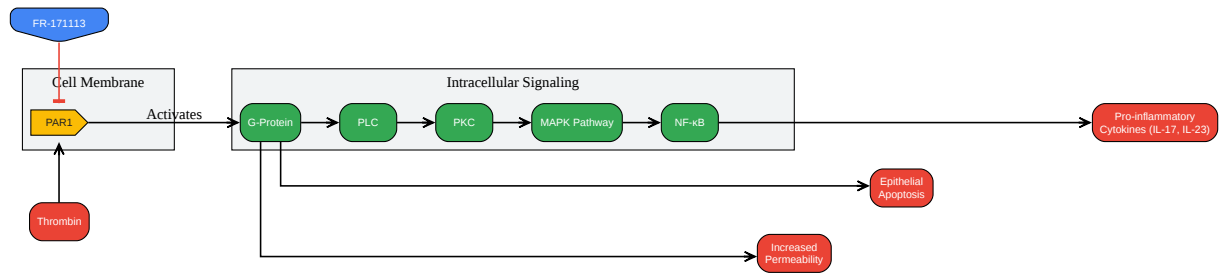 FR-171113
Cell Membrane
Intracellular Signaling
Activates
PAR1
G-Protein
PLC
PKC
MAPK Pathway
NF-κB
Pro-inflammatory
Cytokines (IL-17, IL-23)
Epithelial
Apoptosis
Thrombin
Increased
Permeability